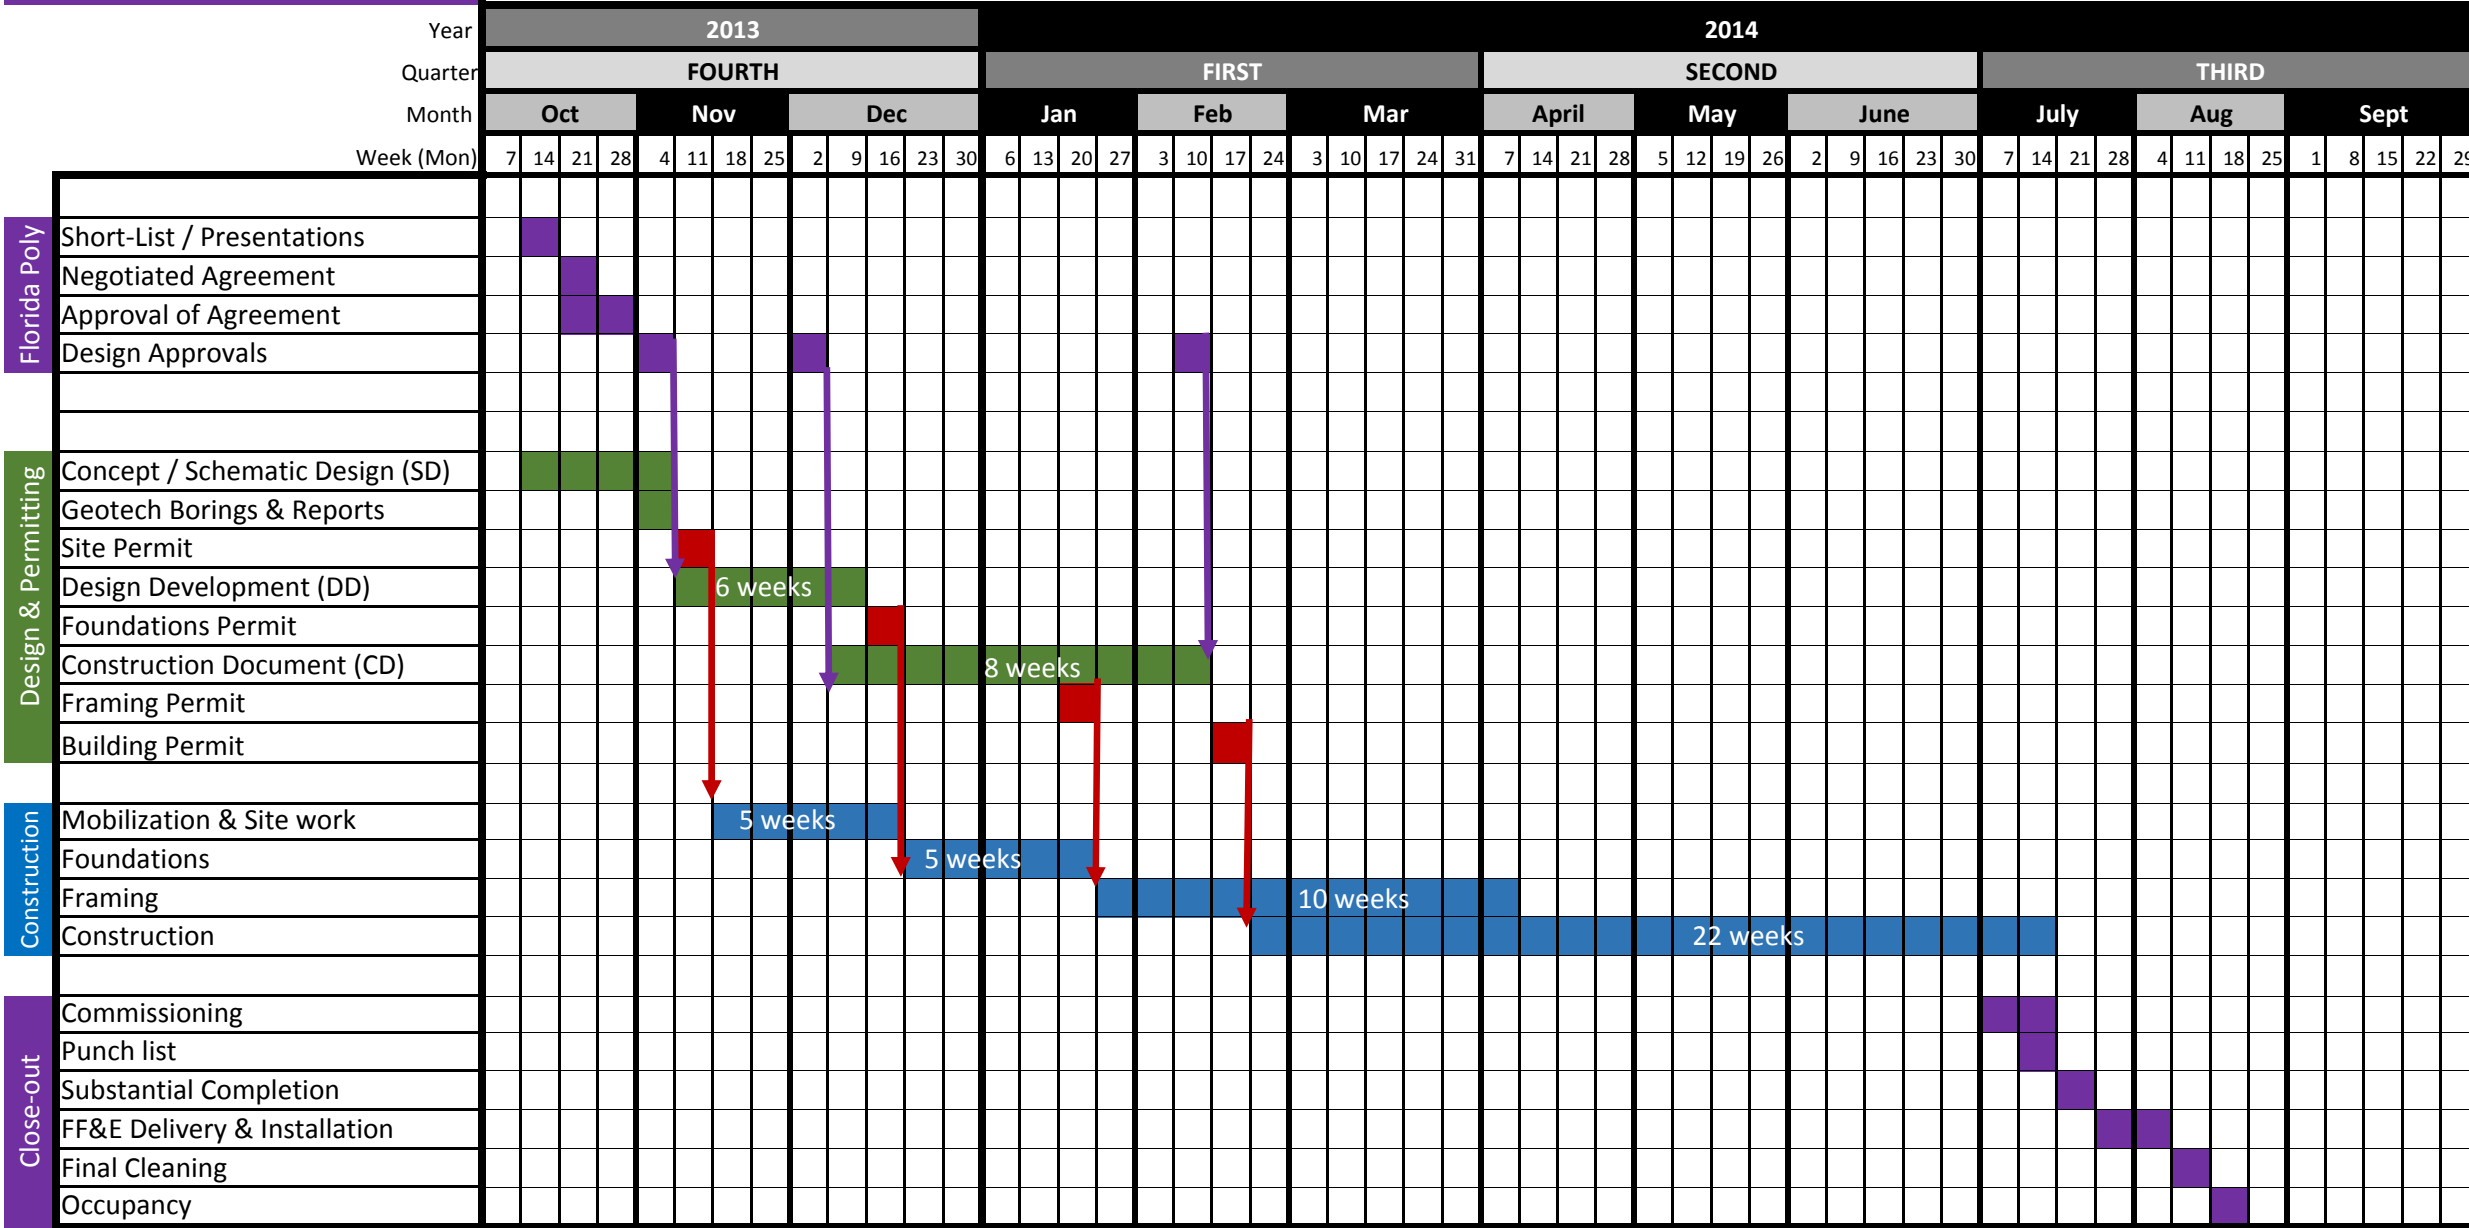 Year 2013 2014
Quarter FOURTH FIRST SECOND THIRD
Month Oct Nov Dec Jan Feb Mar April May June July Aug Sept
Week (Mon) 7 14 21 28 4 11 18 25 2 9 16 23 30 6 13 20 27 3 10 17 24 3 10 17 24 31 7 14 21 28 5 12 19 26 2 9 16 23 30 7 14 21 28 4 11 18 25 1 8 15 22 29
Florida Poly
Short-List / Presentations
Negotiated Agreement
Approval of Agreement
Design Approvals
Design & Permitting
Concept / Schematic Design (SD)
Geotech Borings & Reports
Site Permit
Design Development (DD) 6 weeks
Foundations Permit
Construction Document (CD) 8 weeks
Framing Permit
Building Permit
Construction
Mobilization & Site work 5 weeks
Foundations 5 weeks
Framing 10 weeks
Construction 22 weeks
Close-out
Commissioning
Punch list
Substantial Completion
FF&E Delivery & Installation
Final Cleaning
Occupancy